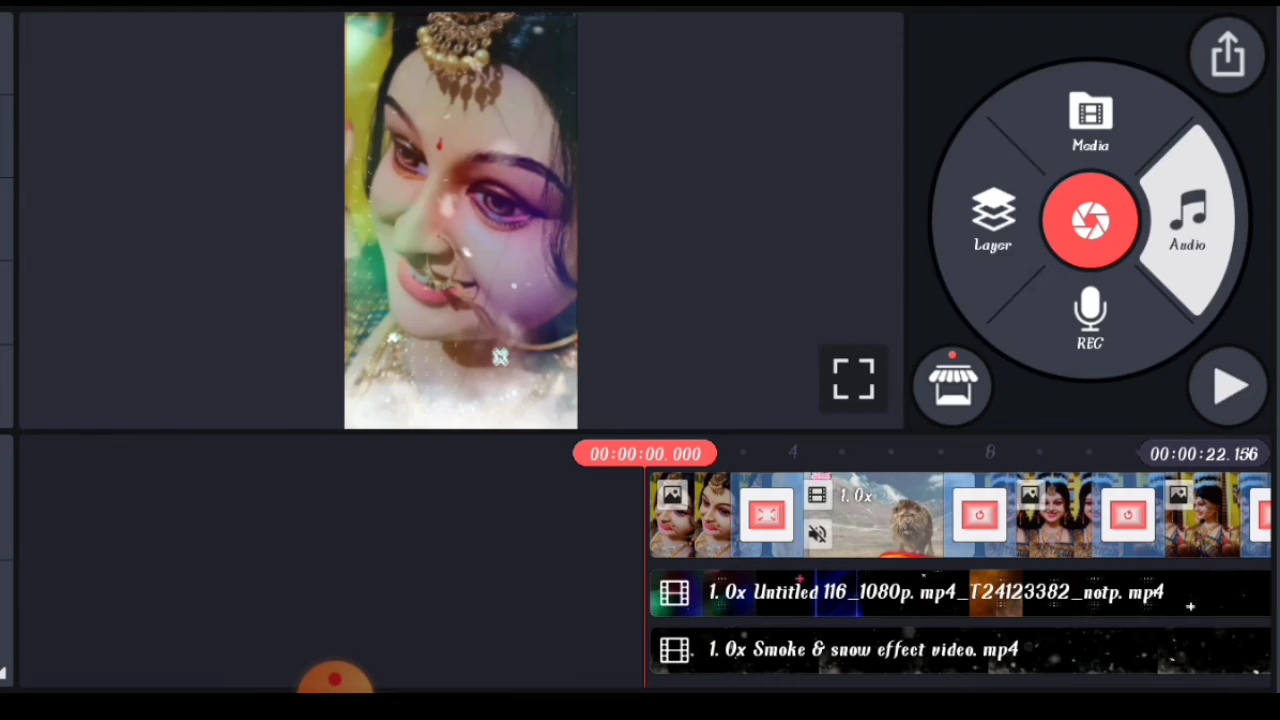 Media
Layer
Audio
REC
00:00:00.000
4
8
00:00:22.156
1.0x
1.0x Untitled 116_1080p.mp4_T24123382_notp.mp4
1.0x Smoke & snow effect video.mp4